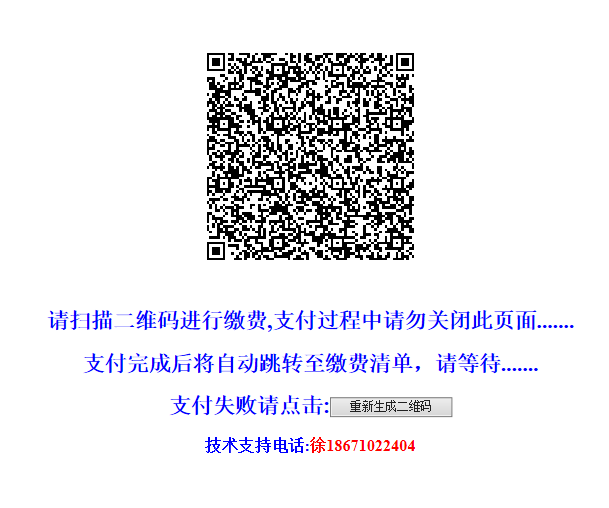 请扫描二维码进行缴费,支付过程中请勿关闭此页面.......
支付完成后将自动跳转至缴费清单，请等待.......
支付失败请点击:重新生成二维码
技术支持电话:徐18671022404